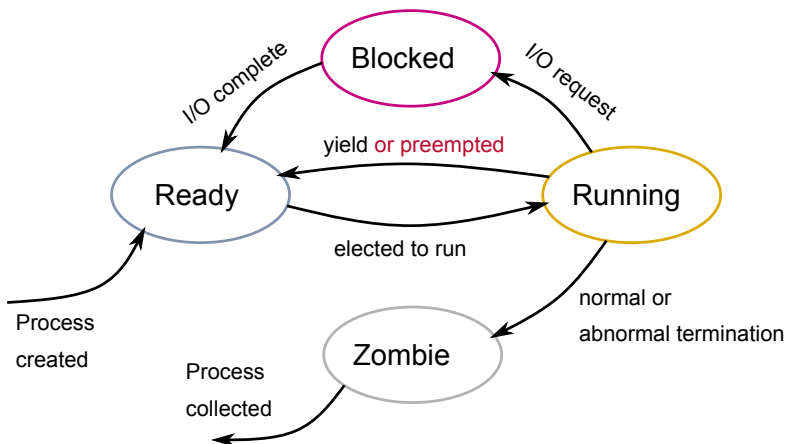 Blocked
I/O complete
I/O request
yield or preempted
Ready
Running
elected to run
Process
created
normal or
abnormal termination
Zombie
Process
collected